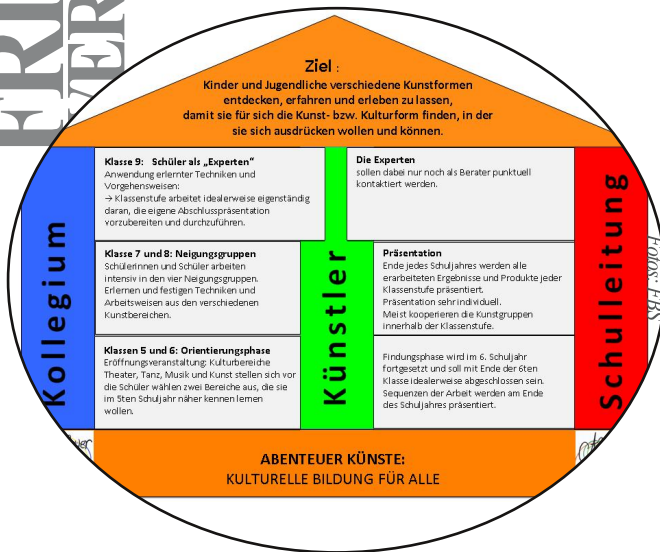 Ziel :
Kinder und Jugendliche verschiedene Kunstformen
entdecken, erfahren und erleben zu lassen,
damit sie für sich die Kunst- bzw. Kulturform finden, in der
sie sich ausdrücken wollen und können.
Kollegium
Künstler
Schulleitung
Klasse 9: Schüler als „Experten“
Anwendung erlernter Techniken und
Vorgehensweisen:
→ Klassenstufe arbeitet idealerweise eigenständig
daran, die eigene Abschlusspräsentation
vorzubereiten und durchzuführen.
Die Experten
sollen dabei nur noch als Berater punktuell
kontaktiert werden.
Klasse 7 und 8: Neigungsgruppen
Schülerinnen und Schüler arbeiten
intensiv in den vier Neigungsgruppen.
Erlernen und festigen Techniken und
Arbeitsweisen aus den verschiedenen
Kunstbereichen.
Präsentation
Ende jedes Schuljahres werden alle
erarbeiteten Ergebnisse und Produkte jeder
Klassenstufe präsentiert.
Präsentation sehr individuell.
Meist kooperieren die Kunstgruppen
innerhalb der Klassenstufe.
Klassen 5 und 6: Orientierungsphase
Eröffnungsveranstaltung: Kulturbereiche
Theater, Tanz, Musik und Kunst stellen sich vor
die Schüler wählen zwei Bereiche aus, die sie
im 5ten Schuljahr näher kennen lernen
wollen.
Findungsphase wird im 6. Schuljahr
fortgesetzt und soll mit Ende der 6ten
Klasse idealerweise abgeschlossen sein.
Sequenzen der Arbeit werden am Ende
des Schuljahres präsentiert.
ABENTEUER KÜNSTE:
KULTURELLE BILDUNG FÜR ALLE
Fotos: FBS